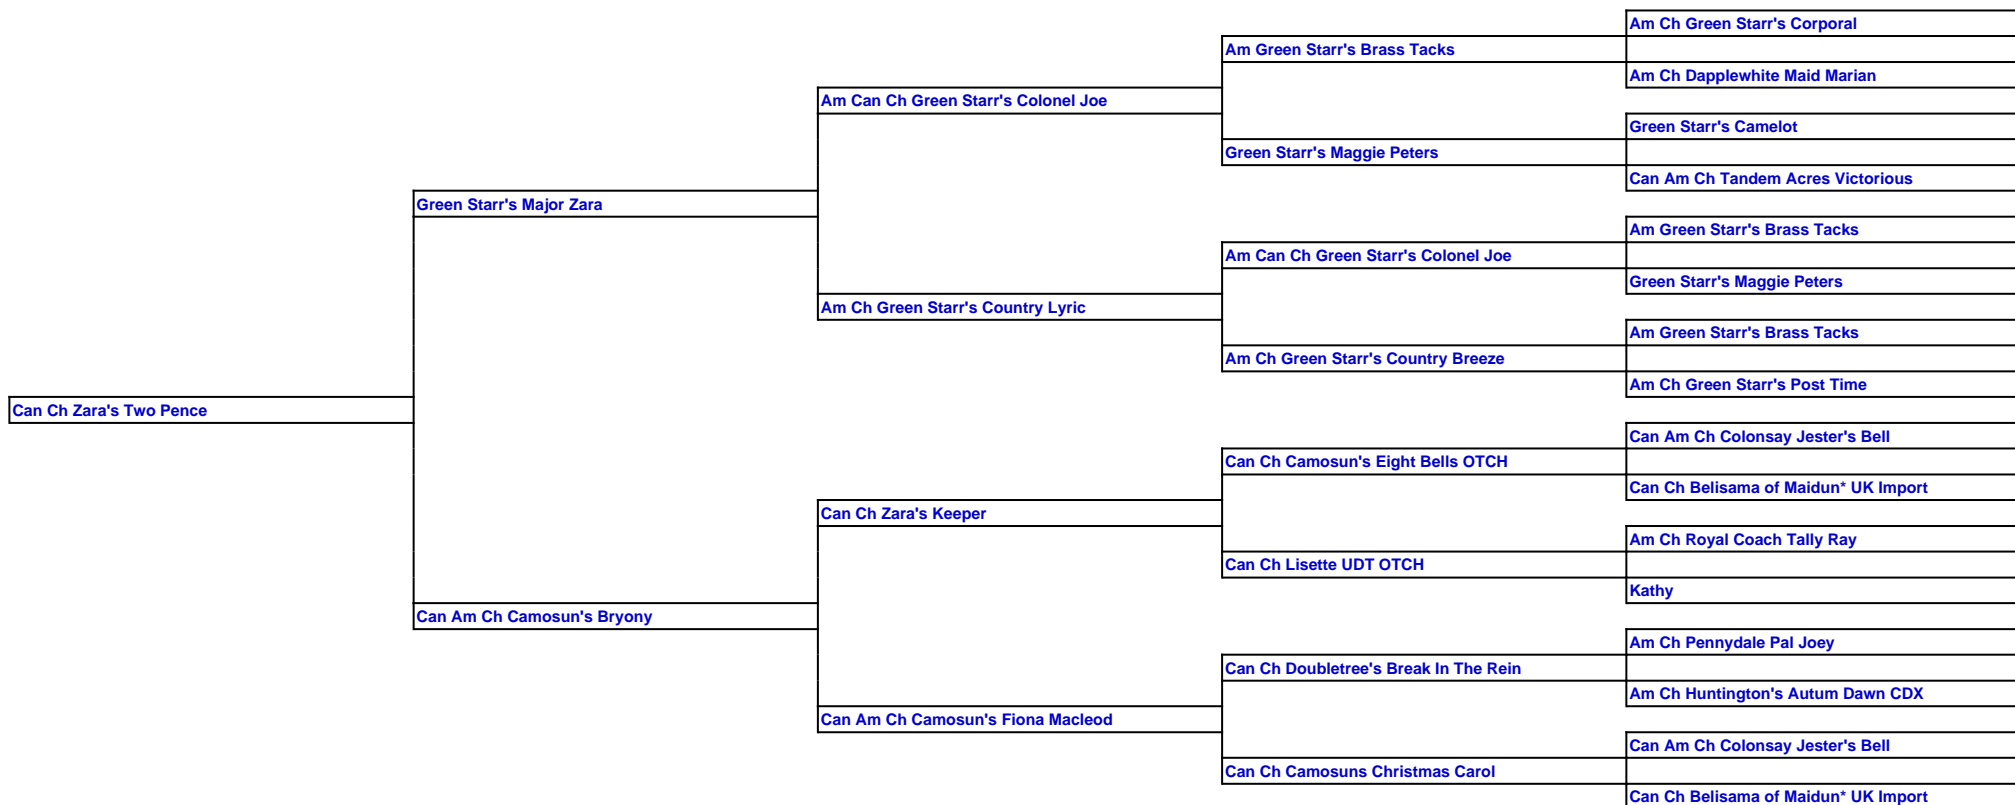 Am Ch Green Starr's Corporal
Am Green Starr's Brass Tacks
Am Ch Dapplewhite Maid Marian
Am Can Ch Green Starr's Colonel Joe
Green Starr's Camelot
Green Starr's Maggie Peters
Can Am Ch Tandem Acres Victorious
Green Starr's Major Zara
Am Green Starr's Brass Tacks
Am Can Ch Green Starr's Colonel Joe
Green Starr's Maggie Peters
Am Ch Green Starr's Country Lyric
Am Green Starr's Brass Tacks
Am Ch Green Starr's Country Breeze
Am Ch Green Starr's Post Time
Can Ch Zara's Two Pence
Can Am Ch Colonsay Jester's Bell
Can Ch Camosun's Eight Bells OTCH
Can Ch Belisama of Maidun* UK Import
Can Ch Zara's Keeper
Am Ch Royal Coach Tally Ray
Can Ch Lisette UDT OTCH
Kathy
Can Am Ch Camosun's Bryony
Am Ch Pennydale Pal Joey
Can Ch Doubletree's Break In The Rein
Am Ch Huntington's Autum Dawn CDX
Can Am Ch Camosun's Fiona Macleod
Can Am Ch Colonsay Jester's Bell
Can Ch Camosuns Christmas Carol
Can Ch Belisama of Maidun* UK Import